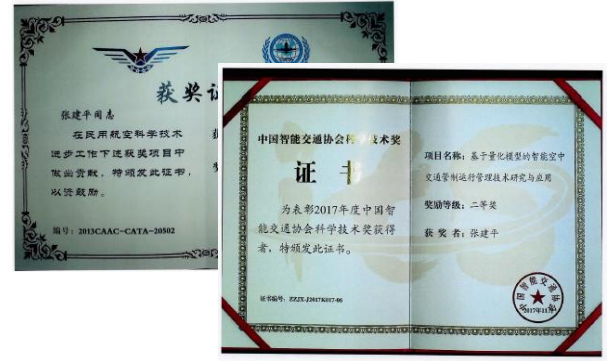 获奖证
张建平同志
在民用航空科学技术
进步工作下述获奖项目中
做出贡献，特颁发此证书，
以资鼓励。
编号：2013CAAC-CATA-20502
中国智能交通协会科学技术奖
证书
为表彰2017年度中国智
能交通协会科学技术奖获得
者，特颁发此证书。
证书编号：ZZJX-J2017K017-06
项目名称：基于量化模型的智能空中
交通管制运行管理技术研究与应用
奖励等级：二等奖
获奖者：张建平
中国智能交通协会
2017年11月